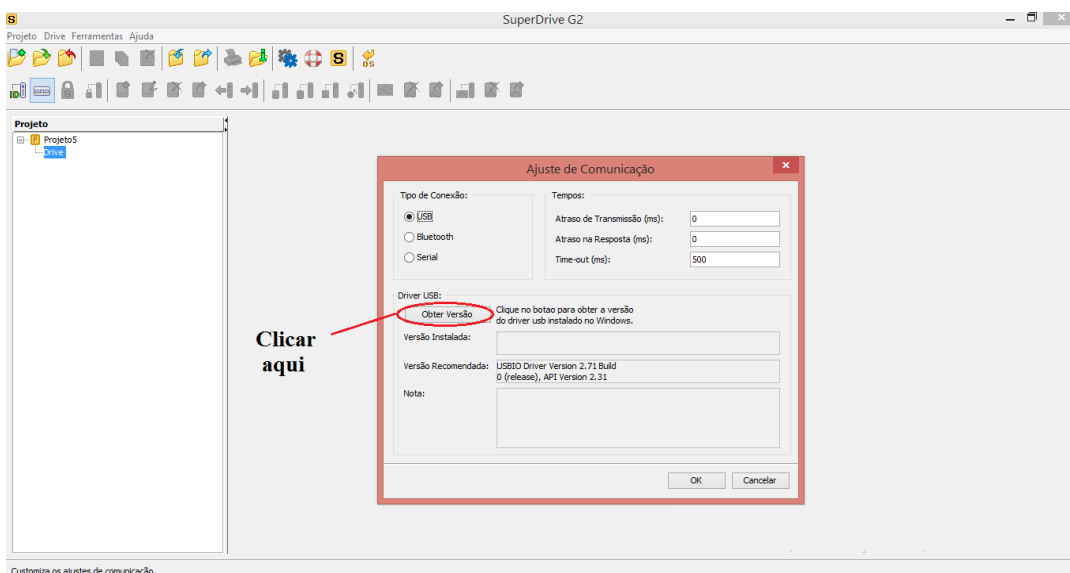 SuperDrive G2
Projeto Drive Ferramentas Ajuda
Projeto
Projeto5
Drive
Ajuste de Comunicação
Tipo de Conexão:
USB
Bluetooth
Serial
Tempos:
Atraso de Transmissão (ms): 0
Atraso na Resposta (ms): 0
Time-out (ms): 500
Driver USB:
Obter Versão
Clique no botao para obter a versão
do driver usb instalado no Windows.
Clicar
aqui
Versão Instalada:
Versão Recomendada: USBIO Driver Version 2.71 Build
0 (release), API Version 2.31
Nota:
OK Cancelar
Customiza os ajustes de comunicação.